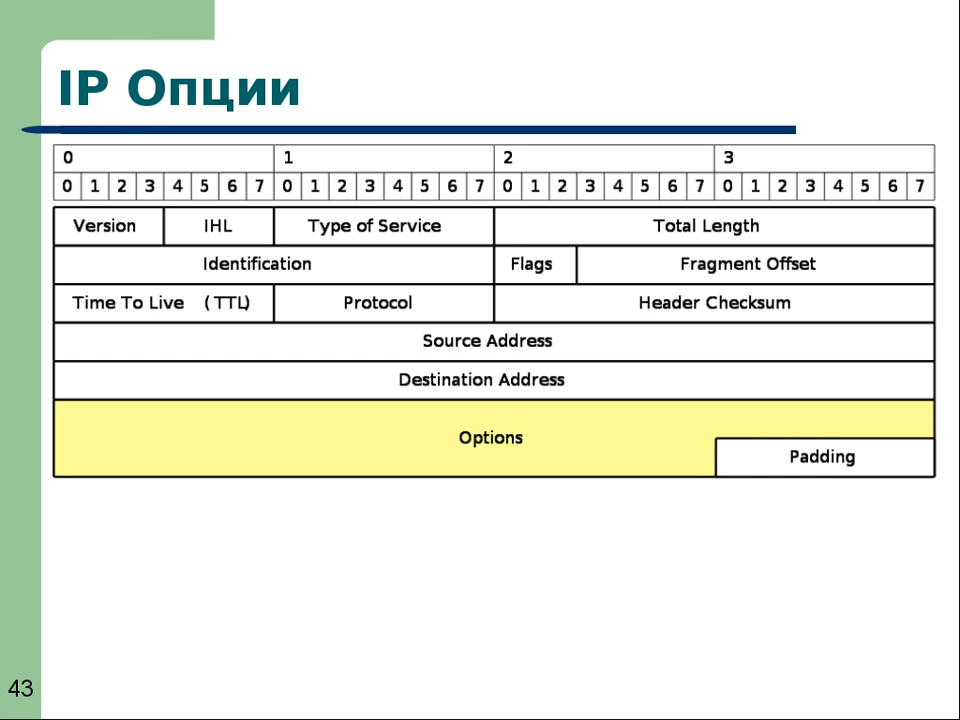 IP Опции
0 1 2 3
0 1 2 3 4 5 6 7 0 1 2 3 4 5 6 7 0 1 2 3 4 5 6 7 0 1 2 3 4 5 6 7
Version IHL Type of Service Total Length
Identification Flags Fragment Offset
Time To Live (TTL) Protocol Header Checksum
Source Address
Destination Address
Options
Padding
43